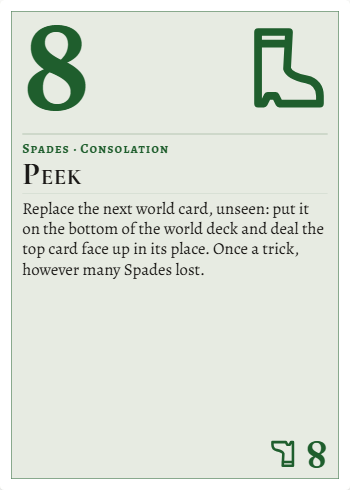 8
Spades · Consolation
Peek
Replace the next world card, unseen: put it
on the bottom of the world deck and deal the
top card face up in its place. Once a trick,
however many Spades lost.
8